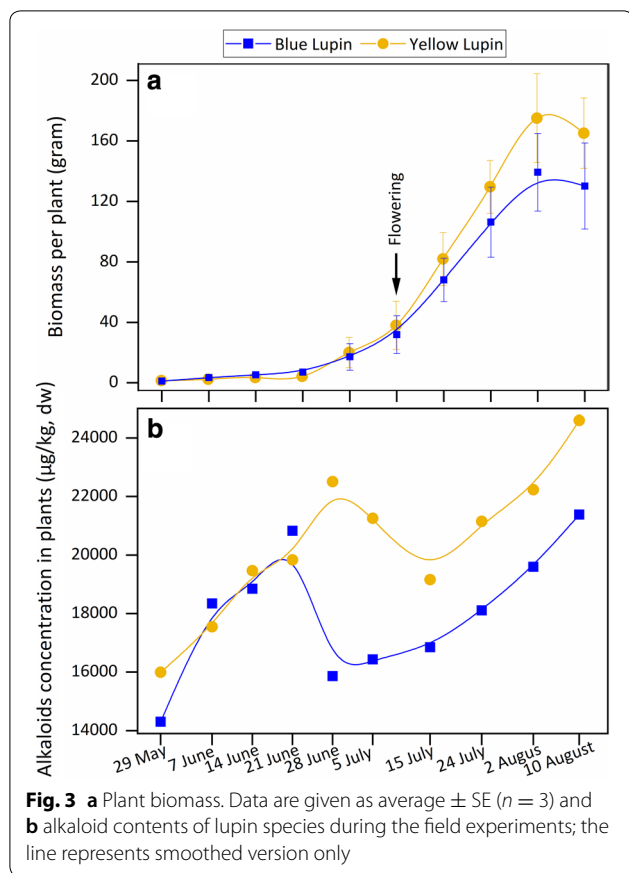 Blue Lupin Yellow Lupin
a
Biomass per plant (gram)
200
160
120
80
40
0
Flowering
b
Alkaloids concentration in plants (µg/kg, dw)
24000
22000
20000
18000
16000
14000
29 May
7 June
14 June
21 June
28 June
5 July
15 July
24 July
2 Augus
10 August
Fig. 3 a Plant biomass. Data are given as average ± SE (n = 3) and
b alkaloid contents of lupin species during the field experiments; the
line represents smoothed version only